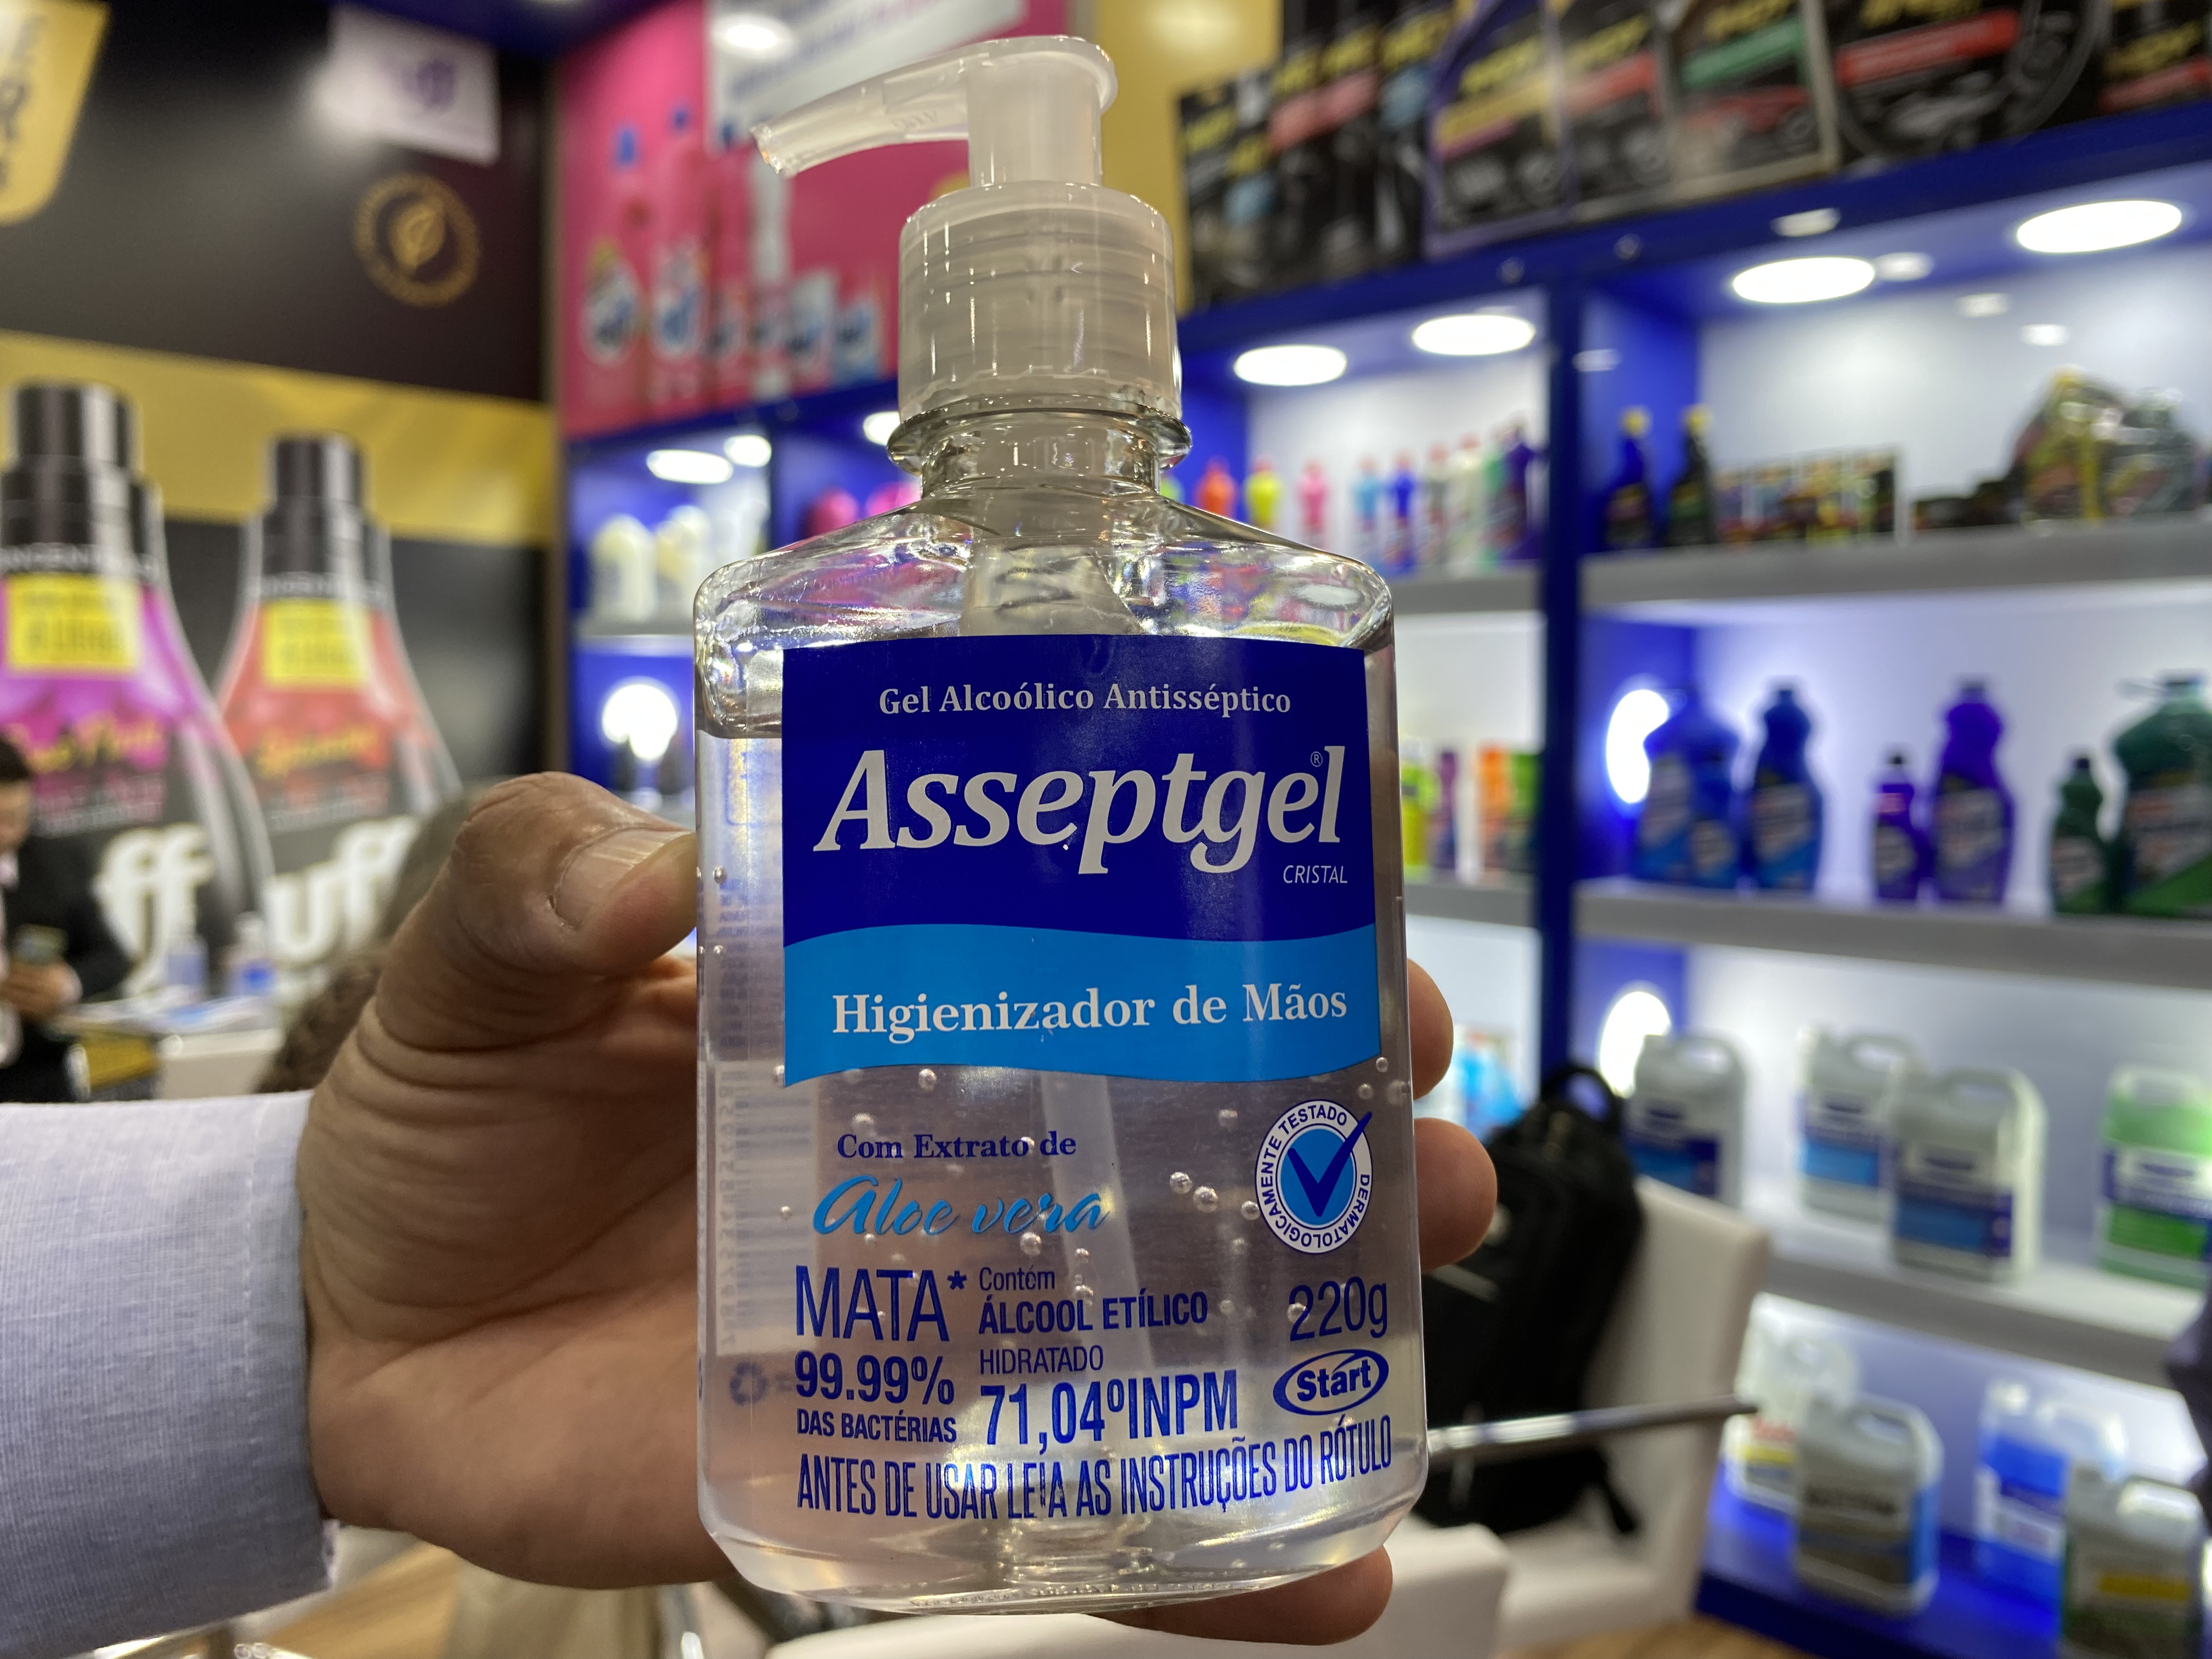 Gel Alcoólico Antisséptico
Asseptgel®
CRISTAL
Higienizador de Mãos
Com Extrato de
Aloe vera
DERMATOLOGICAMENTE TESTADO
MATA*
99.99%
DAS BACTÉRIAS
Contém
ÁLCOOL ETÍLICO
HIDRATADO
71,04ºINPM
220g
Start
ANTES DE USAR LEIA AS INSTRUÇÕES DO RÓTULO